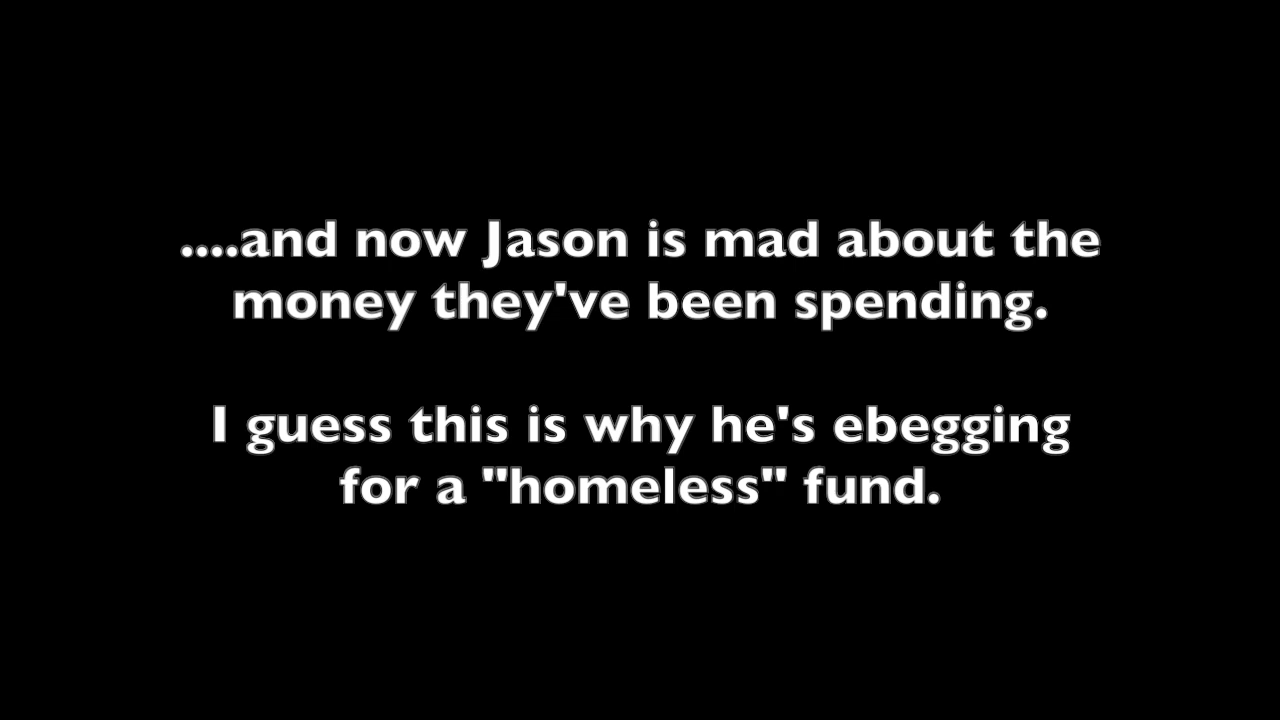 ....and now Jason is mad about the
money they've been spending.
I guess this is why he's ebegging
for a "homeless" fund.